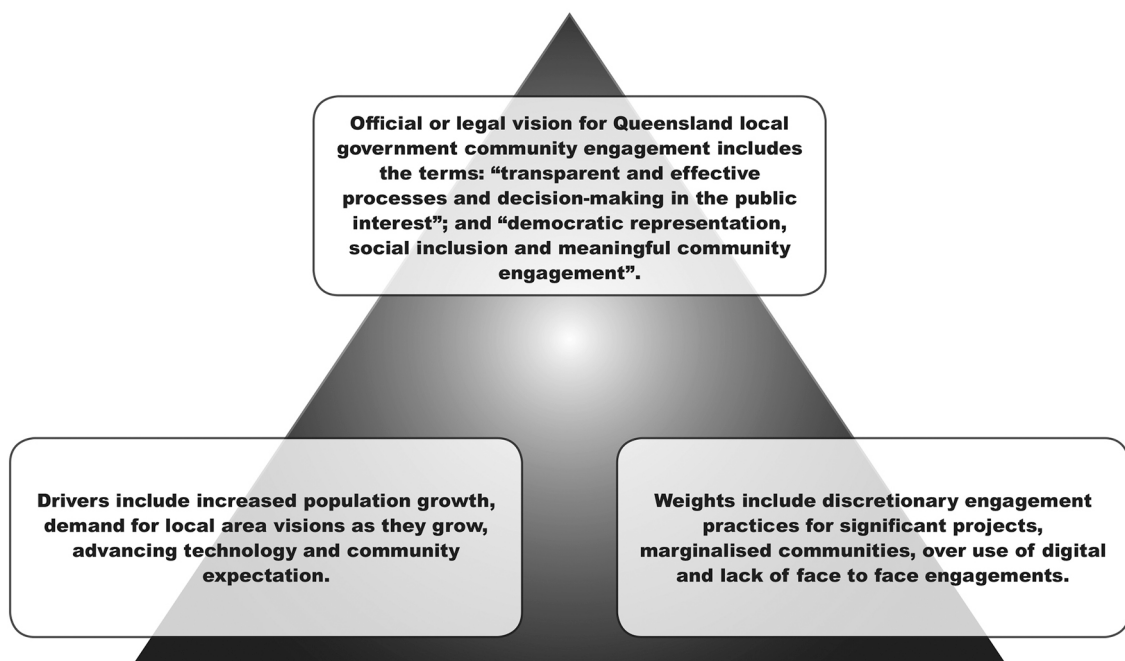 Official or legal vision for Queensland local
government community engagement includes
the terms: “transparent and effective
processes and decision-making in the public
interest”; and “democratic representation,
social inclusion and meaningful community
engagement”.
Drivers include increased population growth,
demand for local area visions as they grow,
advancing technology and community
expectation.
Weights include discretionary engagement
practices for significant projects,
marginalised communities, over use of digital
and lack of face to face engagements.